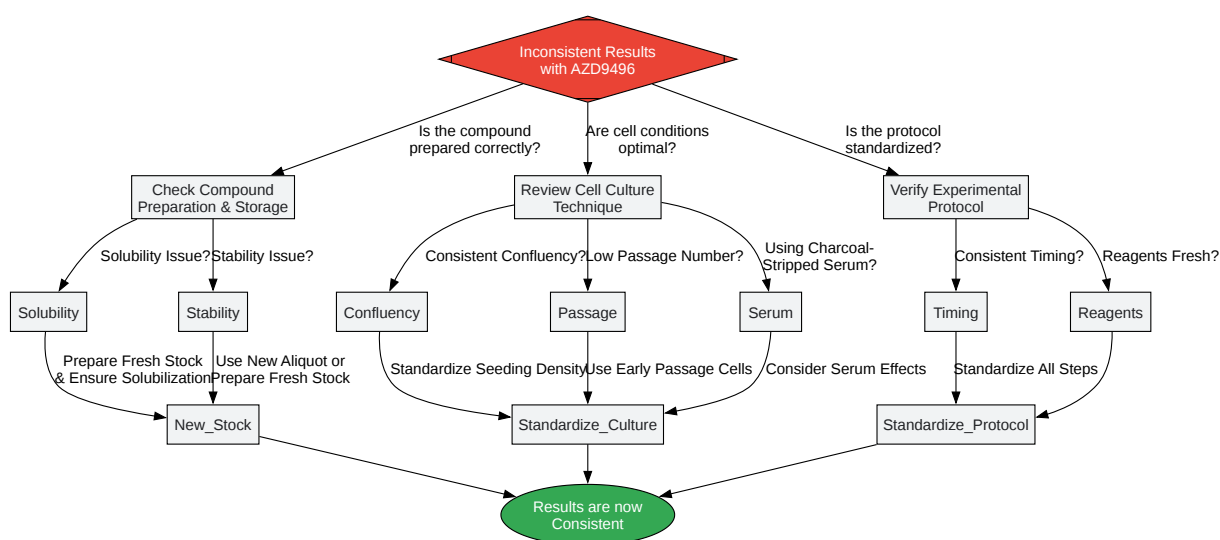 Inconsistent Results
with AZD9496
Is the compound
prepared correctly?
Are cell conditions
optimal?
Is the protocol
standardized?
Check Compound
Preparation & Storage
Review Cell Culture
Technique
Verify Experimental
Protocol
Solubility Issue?
Stability Issue?
Consistent Confluency?
Low Passage Number?
Using Charcoal-
Stripped Serum?
Consistent Timing?
Reagents Fresh?
Solubility
Stability
Confluency
Passage
Serum
Timing
Reagents
Prepare Fresh Stock
& Ensure Solubilization
Use New Aliquot or
Prepare Fresh Stock
Standardize Seeding Density
Use Early Passage Cells
Consider Serum Effects
Standardize All Steps
New_Stock
Standardize_Culture
Standardize_Protocol
Results are now
Consistent